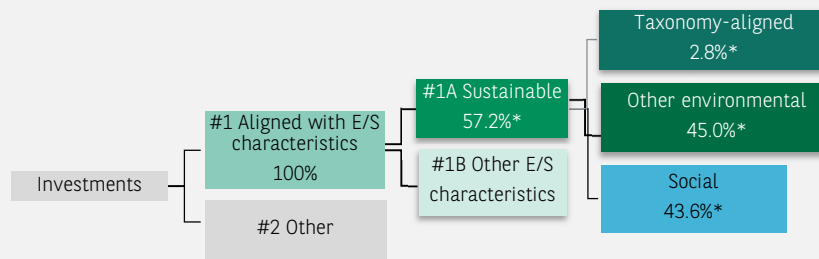 Investments
#1 Aligned with E/S
characteristics
100%
#2 Other
#1A Sustainable
57.2%*
#1B Other E/S
characteristics
Taxonomy-aligned
2.8%*
Other environmental
45.0%*
Social
43.6%*